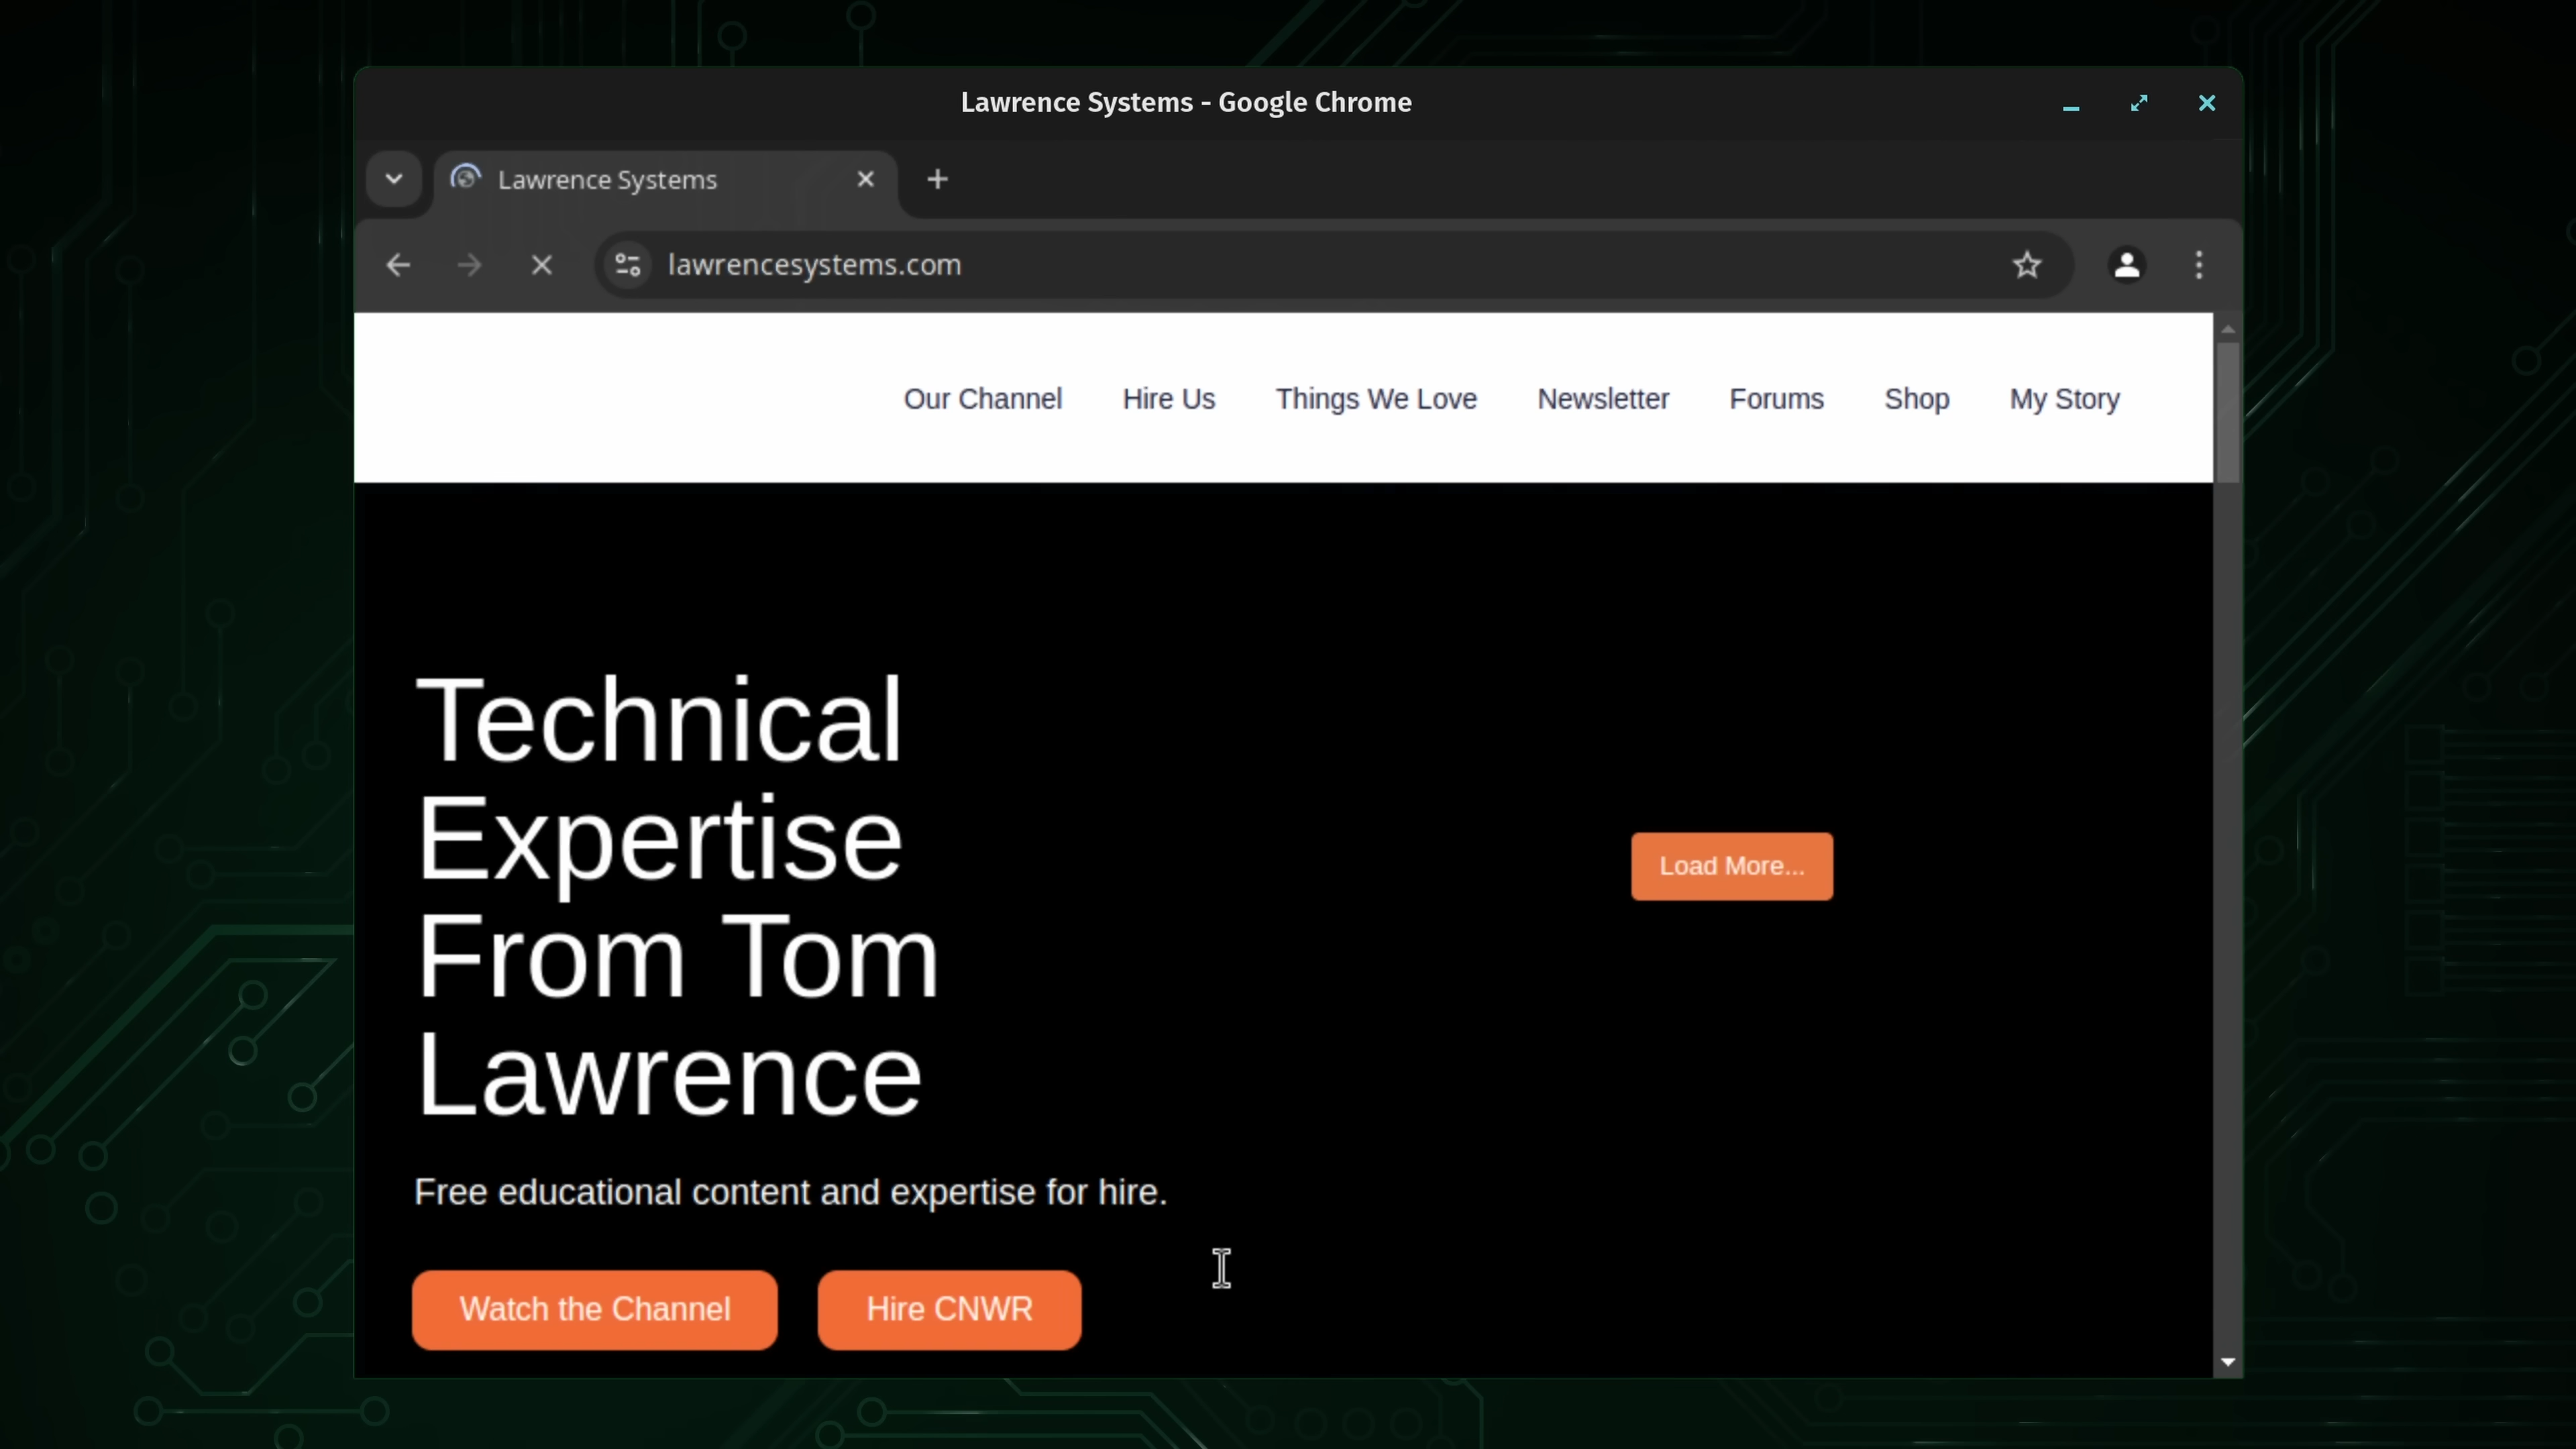 Lawrence Systems - Google Chrome
Lawrence Systems
lawrencesystems.com
Our Channel Hire Us Things We Love Newsletter Forums Shop My Story
Technical
Expertise
From Tom
Lawrence
Load More...
Free educational content and expertise for hire.
Watch the Channel Hire CNWR